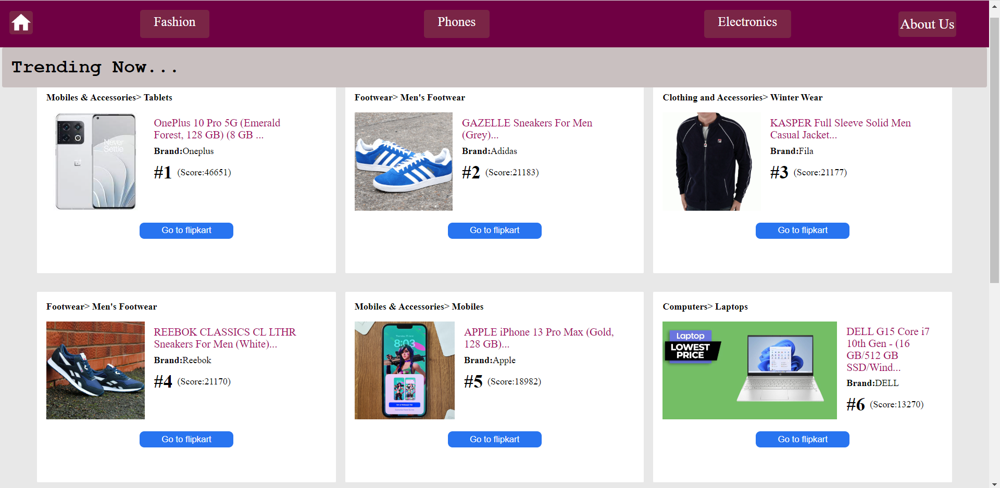 Fashion
Phones
Electronics
About Us
Trending Now...
Mobiles & Accessories> Tablets
Never
Settle
OnePlus 10 Pro 5G (Emerald
Forest, 128 GB) (8 GB ...
Brand:Oneplus
#1 (Score:46651)
Go to flipkart
Footwear> Men's Footwear
GAZELLE Sneakers For Men
(Grey)...
Brand:Adidas
#2 (Score:21183)
Go to flipkart
Clothing and Accessories> Winter Wear
KASPER Full Sleeve Solid Men
Casual Jacket...
Brand:Fila
#3 (Score:21177)
Go to flipkart
Footwear> Men's Footwear
REEBOK CLASSICS CL LTHR
Sneakers For Men (White)...
Brand:Reebok
#4 (Score:21170)
Go to flipkart
Mobiles & Accessories> Mobiles
8:03
APPLE iPhone 13 Pro Max (Gold,
128 GB)...
Brand:Apple
#5 (Score:18982)
Go to flipkart
Computers> Laptops
Laptop
LOWEST
PRICE
DELL G15 Core i7
10th Gen - (16
GB/512 GB
SSD/Wind...
Brand:DELL
#6 (Score:13270)
Go to flipkart